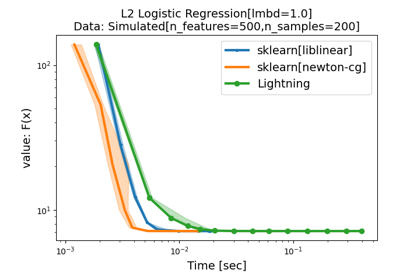 L2 Logistic Regression[lmbd=1.0]
Data: Simulated[n_features=500,n_samples=200]
sklearn[liblinear]
sklearn[newton-cg]
Lightning
value: F(x)
10²
10¹
10⁻³
10⁻²
10⁻¹
Time [sec]